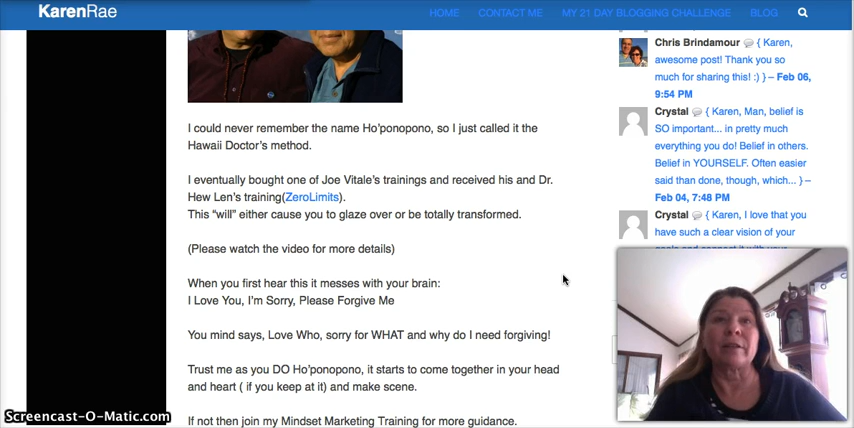 KarenRae
HOME CONTACT ME MY 21 DAY BLOGGING CHALLENGE BLOG
I could never remember the name Ho'ponopono, so I just called it the
Hawaii Doctor's method.
I eventually bought one of Joe Vitale's trainings and received his and Dr.
Hew Len's training(ZeroLimits).
This "will" either cause you to glaze over or be totally transformed.
(Please watch the video for more details)
When you first hear this it messes with your brain:
I Love You, I'm Sorry, Please Forgive Me
You mind says, Love Who, sorry for WHAT and why do I need forgiving!
Trust me as you DO Ho'ponopono, it starts to come together in your head
and heart ( if you keep at it) and make scene.
If not then join my Mindset Marketing Training for more guidance.
Chris Brindamour { Karen,
awesome post! Thank you so
much for sharing this! :) } – Feb 06,
9:54 PM
Crystal { Karen, Man, belief is
SO important... in pretty much
everything you do! Belief in others.
Belief in YOURSELF. Often easier
said than done, though, which... } –
Feb 04, 7:48 PM
Crystal { Karen, I love that you
have such a clear vision of your
Screencast-O-Matic.com